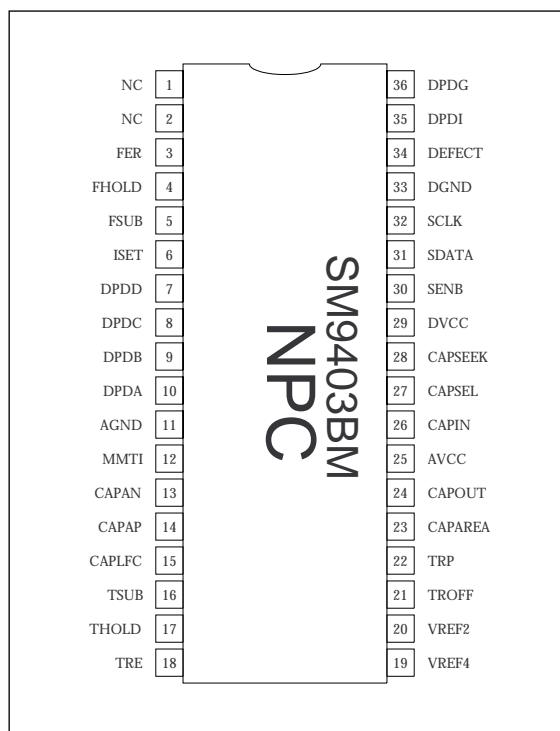 NC 1 36 DPDG
NC 2 35 DPDI
FER 3 34 DEFECT
FHOLD 4 33 DGND
FSUB 5 32 SCLK
ISET 6 31 SDATA
DPDD 7 30 SENB
DPDC 8 29 DVCC
DPDB 9 28 CAPSEEK
DPDA 10 27 CAPSEL
AGND 11 26 CAPIN
MMTI 12 25 AVCC
CAPAN 13 24 CAPOUT
CAPAP 14 23 CAPAREA
CAPLFC 15 22 TRP
TSUB 16 21 TROFF
THOLD 17 20 VREF2
TRE 18 19 VREF4
SM9403BM
NPC